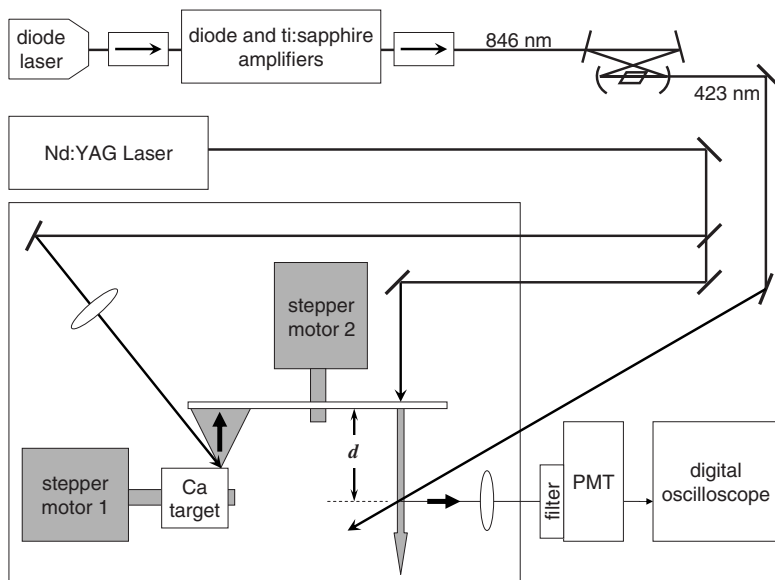 diode
laser
diode and ti:sapphire
amplifiers
846 nm
423 nm
Nd:YAG Laser
stepper
motor 2
d
stepper
motor 1
Ca
target
filter
PMT
digital
oscilloscope